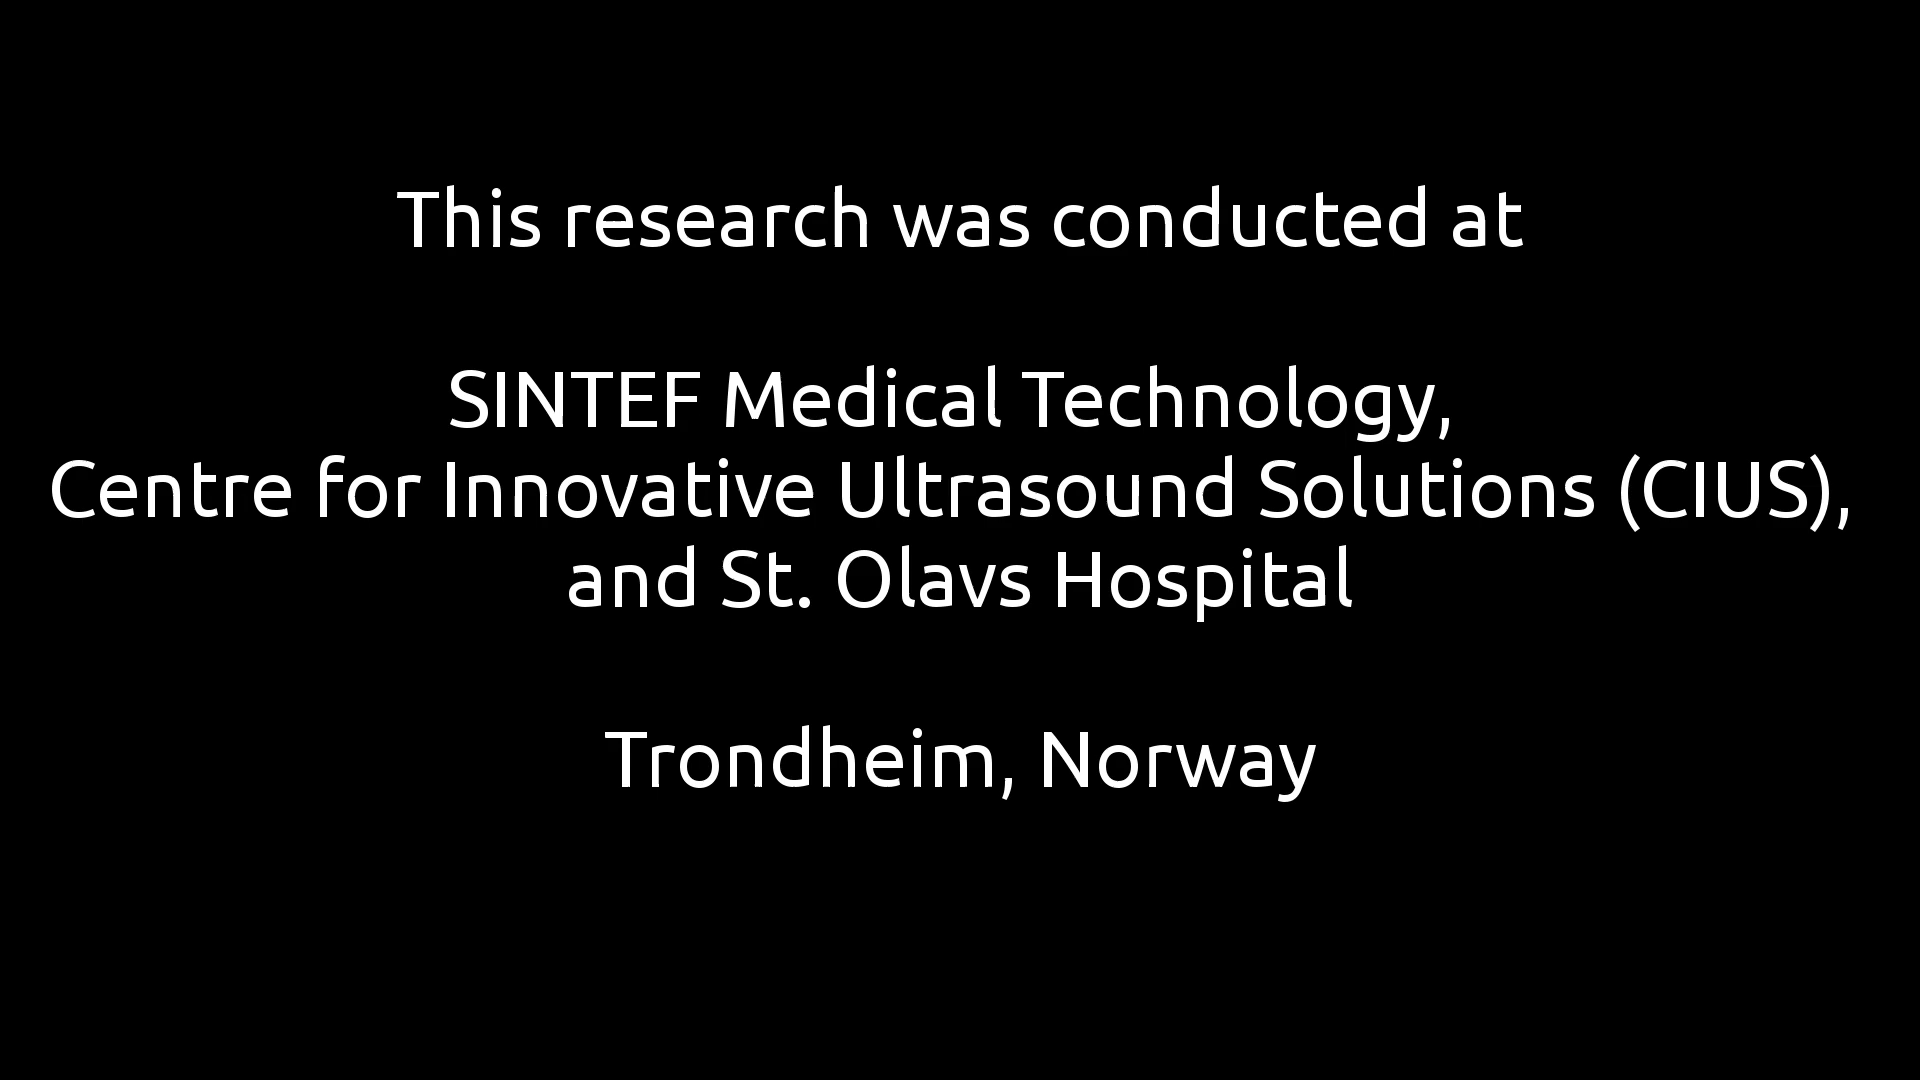 This research was conducted at
SINTEF Medical Technology,
Centre for Innovative Ultrasound Solutions (CIUS),
and St. Olavs Hospital
Trondheim, Norway